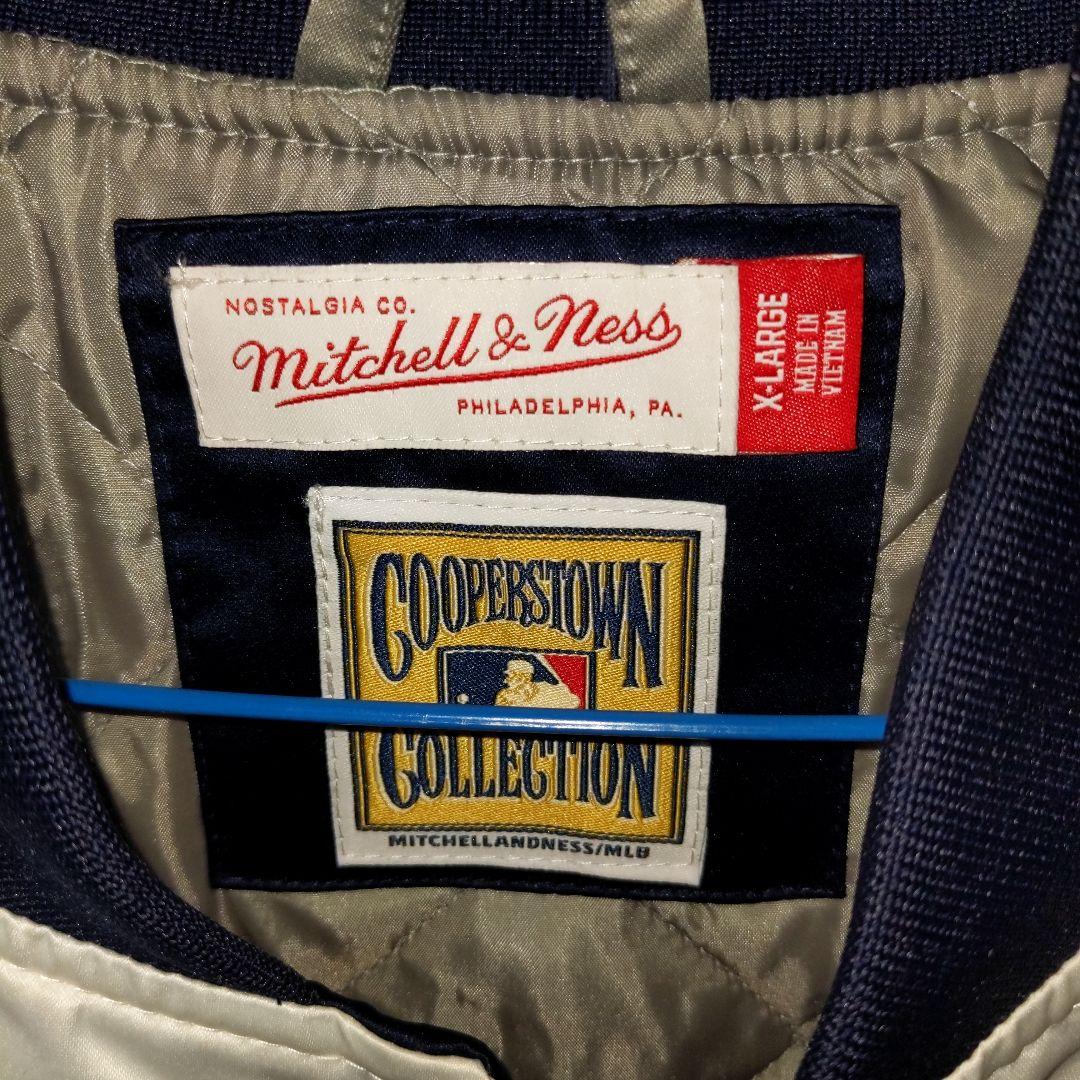 NOSTALGIA CO.
Mitchell & Ness
PHILADELPHIA, PA.
X-LARGE
MADE IN
VIETNAM
COOPERSTOWN
COLLECTION
MITCHELLANDNESS/MLB